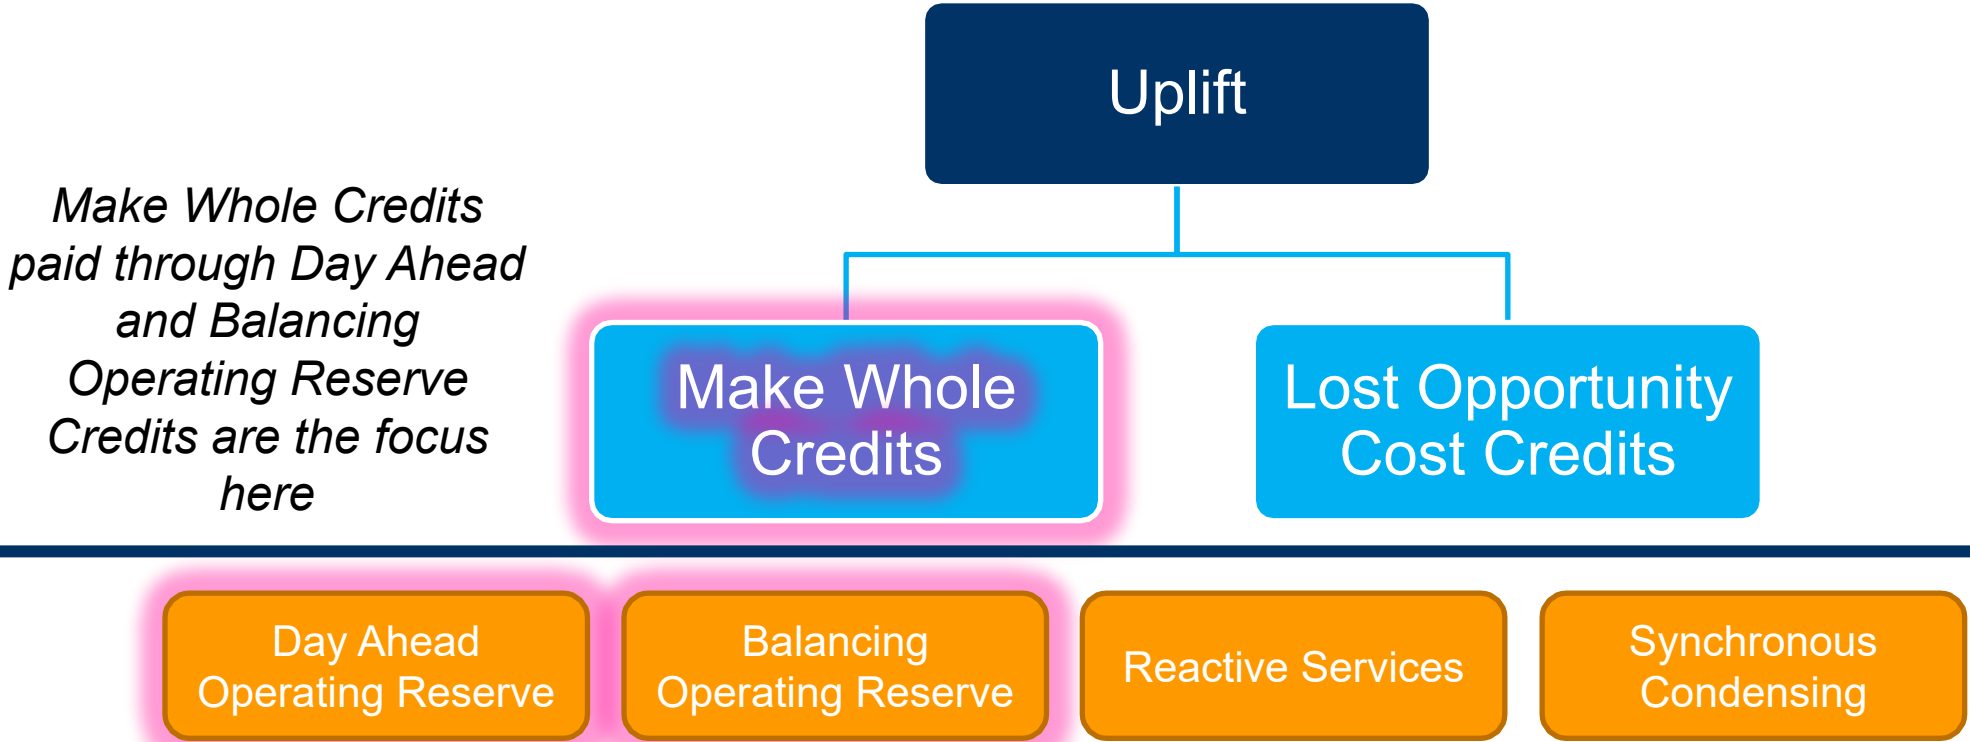 Uplift
Make Whole Credits
paid through Day Ahead
and Balancing
Operating Reserve
Credits are the focus
here
Make Whole
Credits
Lost Opportunity
Cost Credits
Day Ahead
Operating Reserve
Balancing
Operating Reserve
Reactive Services
Synchronous
Condensing